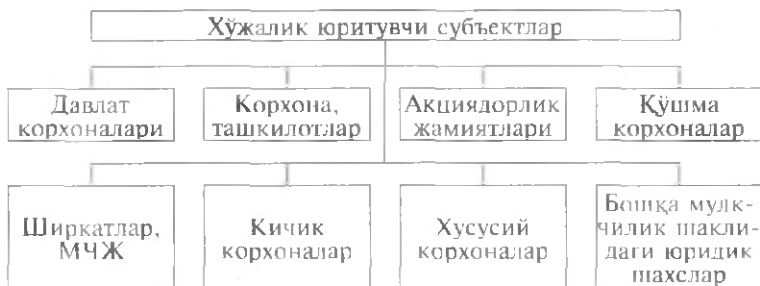 Хўжалик юритувчи субъектлар
Давлат
корхоналари
Корхона,
ташкилотлар
Акциядорлик
жамиятлари
Қўшма
корхоналар
Ширкатлар,
МЧЖ
Кичик
корхоналар
Хусусий
корхоналар
Бошқа мулк-
чилик шакли-
даги юридик
шахслар